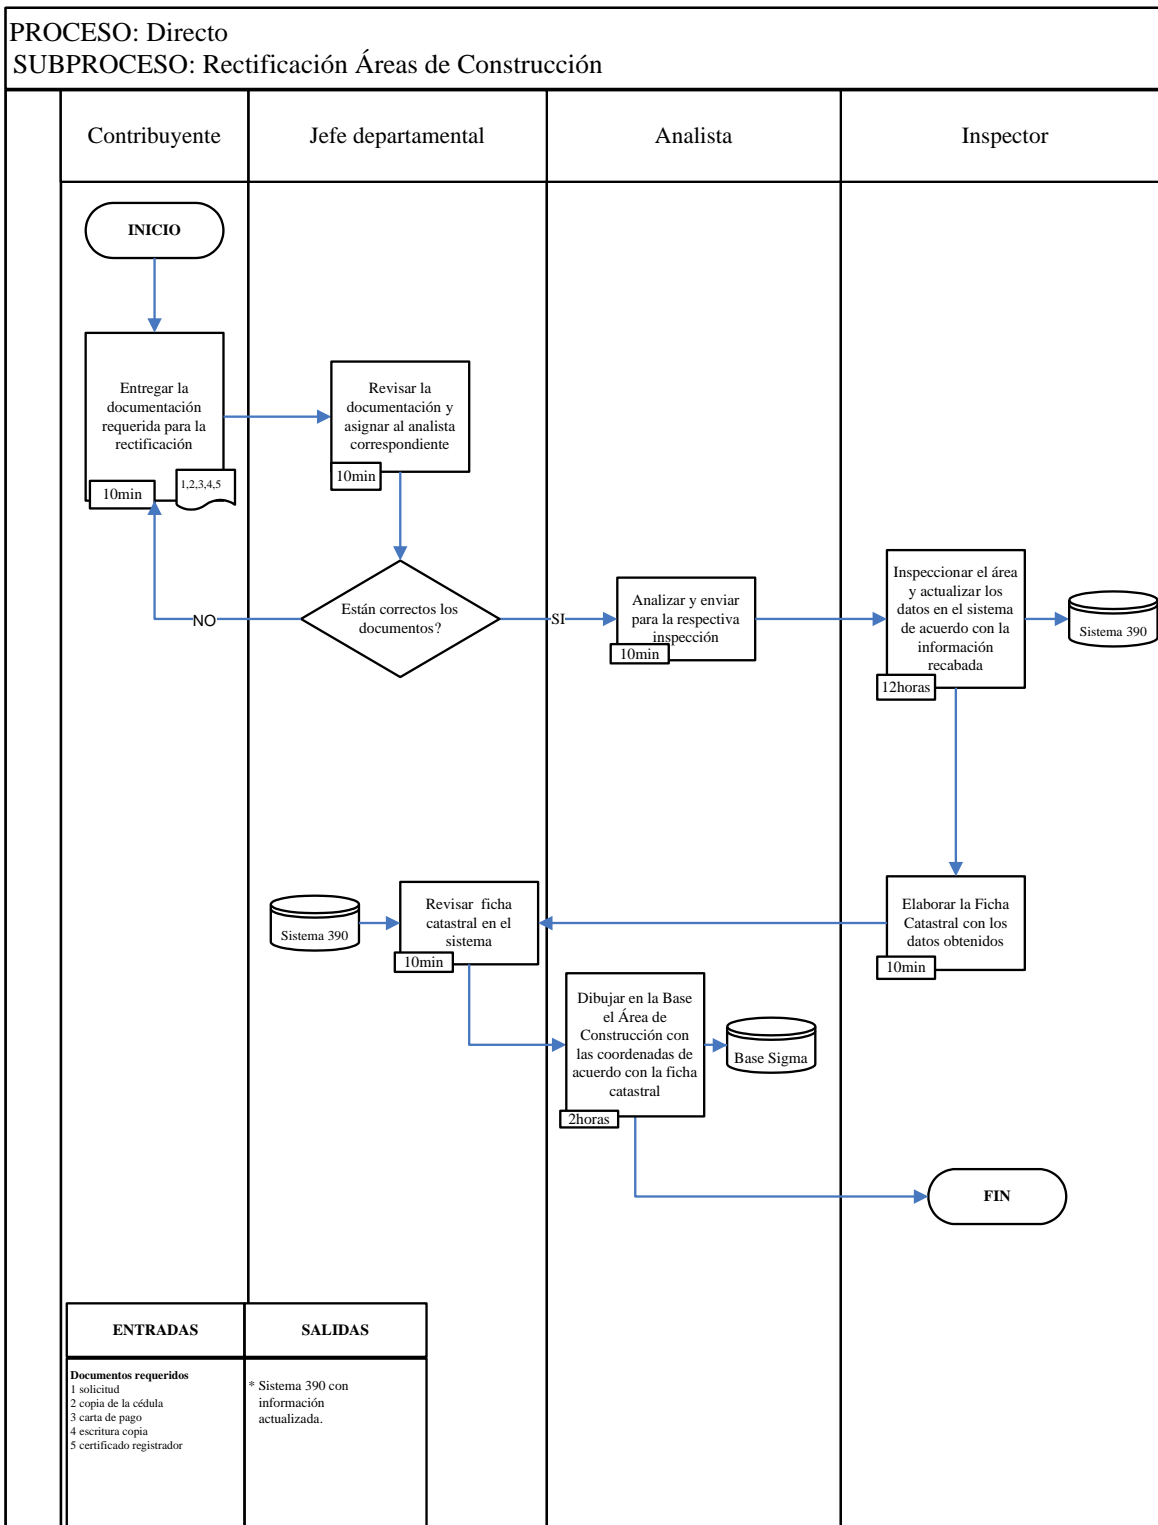 PROCESO: Directo
SUBPROCESO: Rectificación Áreas de Construcción
Contribuyente
Jefe departamental
Analista
Inspector
INICIO
Entregar la
documentación
requerida para la
rectificación
10min
1,2,3,4,5
Revisar la
documentación y
asignar al analista
correspondiente
10min
Están correctos los
documentos?
NO
SI
Analizar y enviar
para la respectiva
inspección
10min
Inspeccionar el área
y actualizar los
datos en el sistema
de acuerdo con la
información
recabada
12horas
Sistema 390
Elaborar la Ficha
Catastral con los
datos obtenidos
10min
Sistema 390
Revisar  ficha
catastral en el
sistema
10min
Dibujar en la Base
el Área de
Construcción con
las coordenadas de
acuerdo con la ficha
catastral
2horas
Base Sigma
FIN
ENTRADAS
SALIDAS
Documentos requeridos
1 solicitud
2 copia de la cédula
3 carta de pago
4 escritura copia
5 certificado registrador
* Sistema 390 con
información
actualizada.